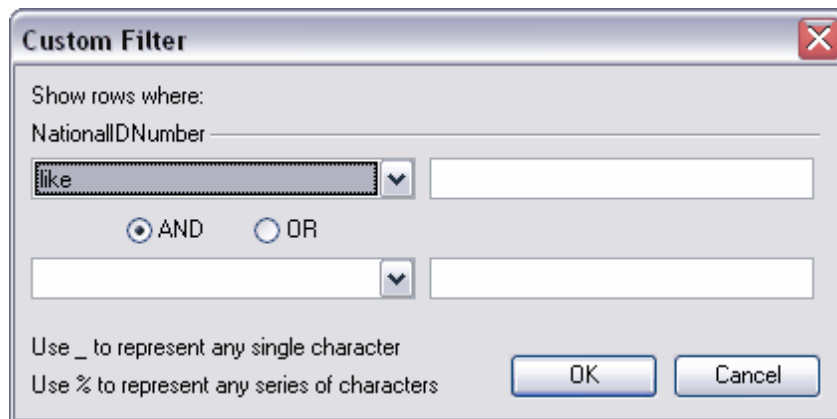 Custom Filter
Show rows where:
NationalIDNumber
like
AND OR
Use _ to represent any single character
Use % to represent any series of characters
OK Cancel